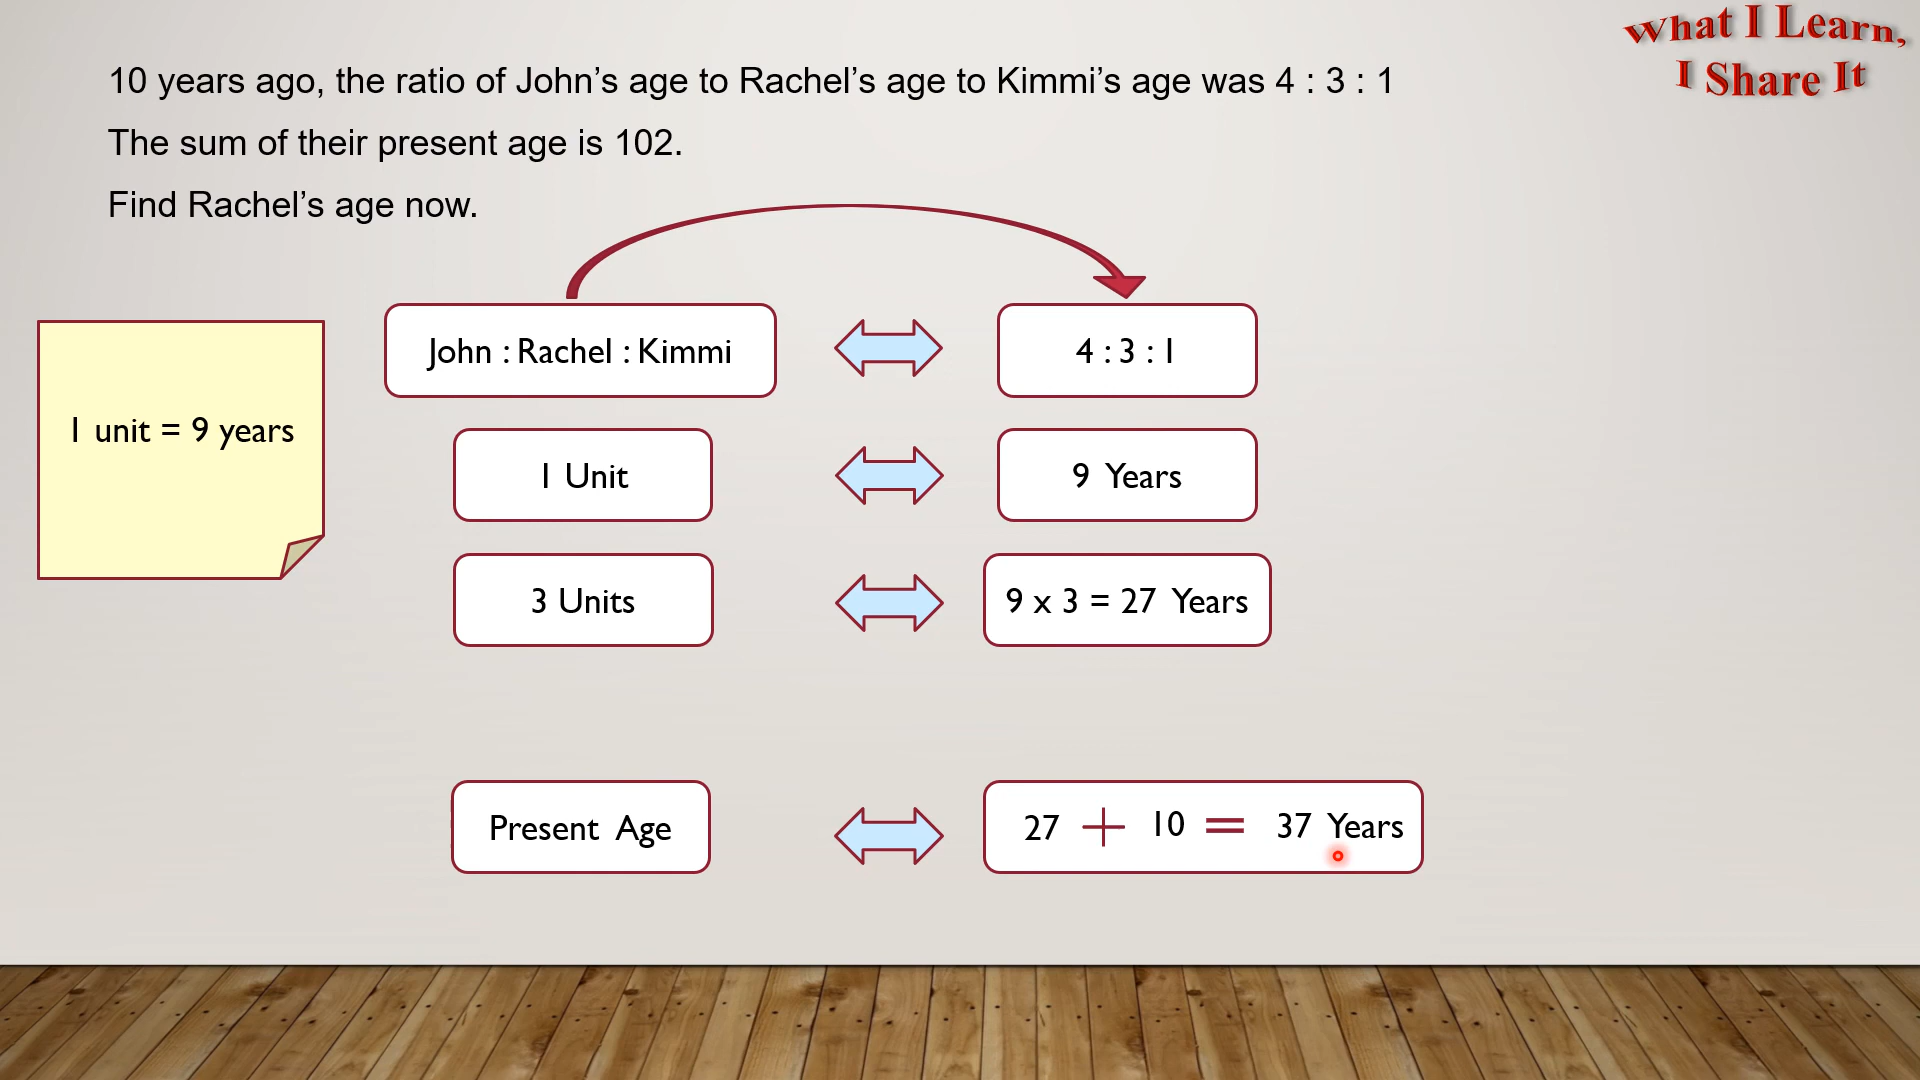 What I Learn,
I Share It
10 years ago, the ratio of John’s age to Rachel’s age to Kimmi’s age was 4 : 3 : 1
The sum of their present age is 102.
Find Rachel’s age now.
1 unit = 9 years
John : Rachel : Kimmi
4 : 3 : 1
1 Unit
9 Years
3 Units
9 x 3 = 27 Years
Present Age
27 + 10 = 37 Years